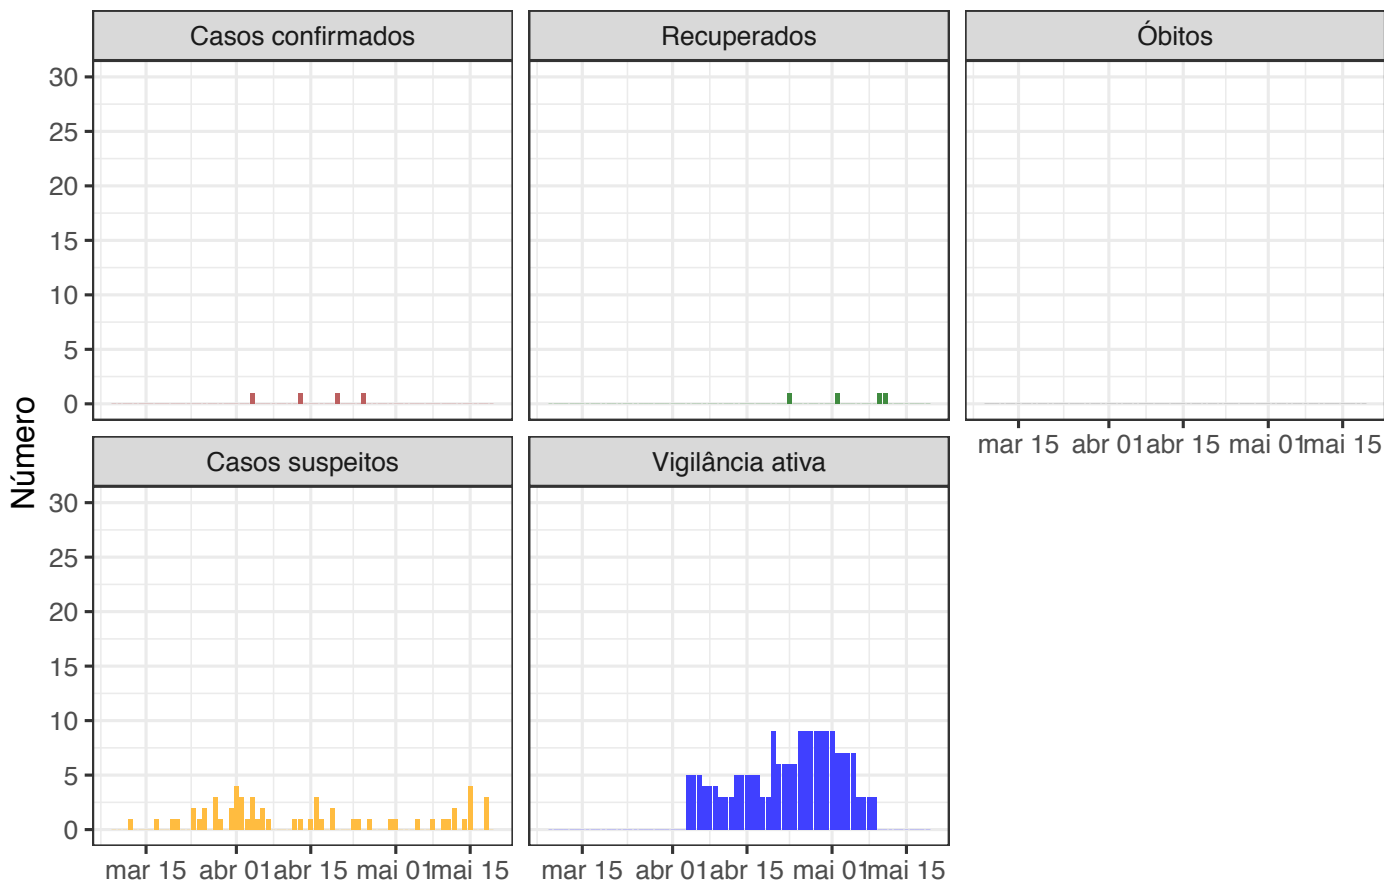 Casos confirmados
Recuperados
Óbitos
30
25
20
15
10
5
0
mar 15 abr 01 abr 15 mai 01 mai 15
Número
Casos suspeitos
Vigilância ativa
30
25
20
15
10
5
0
mar 15 abr 01 abr 15 mai 01 mai 15
mar 15 abr 01 abr 15 mai 01 mai 15